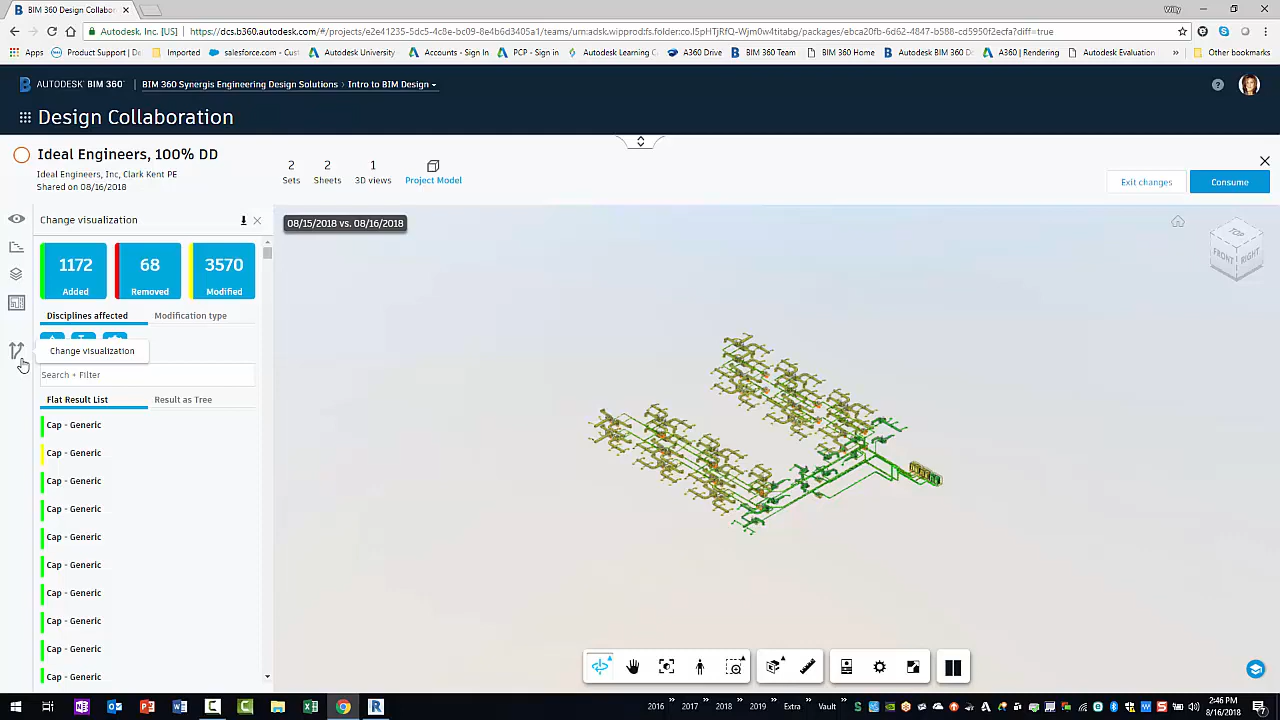 BIM 360 Design Collabor
Willy
Autodesk, Inc. [US]
https://dcs.b360.autodesk.com/#/projects/e2e41235-5dc5-4c8e-bc09-8e4b6d3405a1/teams/urn:adsk.wipprodfs.folder:co.l5pHTjRfQ-Wjm0w4titabg/packages/ebca20fb-6d62-4847-b588-cd5950f2ecfa?diff=true
Apps
Product Support | D
Imported
salesforce.com - Cust
Autodesk University
Accounts - Sign In
PCP - Sign in
Autodesk Learning C
A360 Drive
BIM 360 Team
BIM 360 Home
Autodesk BIM 360 D
A360 | Rendering
Autodesk Evaluation
Other bookmarks
AUTODESK BIM 360
BIM 360 Synergis Engineering Design Solutions
Intro to BIM Design
Design Collaboration
Ideal Engineers, 100% DD
Ideal Engineers, Inc, Clark Kent PE
Shared on 08/16/2018
2
Sets
2
Sheets
1
3D views
Project Model
Exit changes
Consume
Change visualization
08/15/2018 vs. 08/16/2018
1172
Added
68
Removed
3570
Modified
Disciplines affected
Modification type
Change visualization
Search + Filter
Flat Result List
Result as Tree
Cap - Generic
Cap - Generic
Cap - Generic
Cap - Generic
Cap - Generic
Cap - Generic
Cap - Generic
Cap - Generic
Cap - Generic
Cap - Generic
TOP
FRONT
RIGHT
2016
2017
2018
2019
Extra
Vault
2:46 PM
8/16/2018